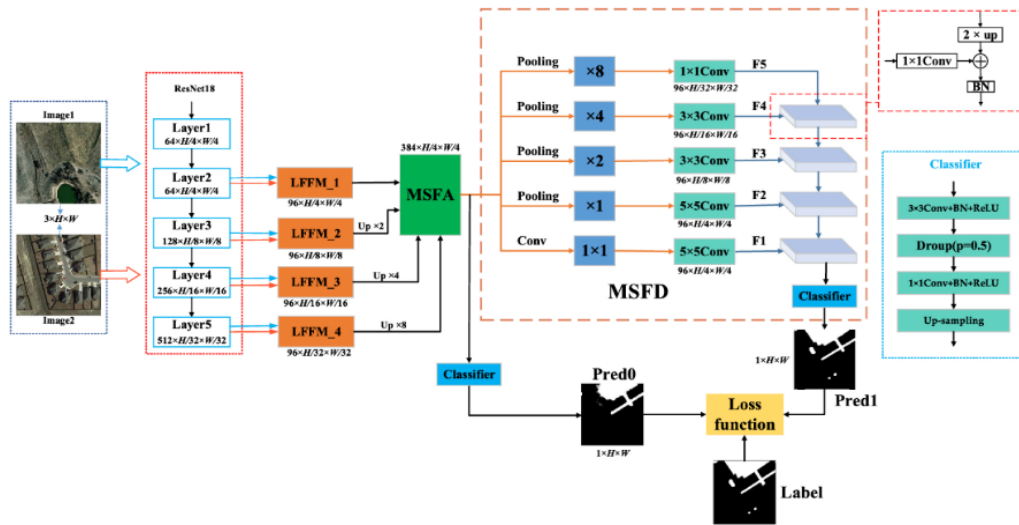 Image1
3×H×W
Image2
ResNet18
Layer1
64×H/4×W/4
Layer2
64×H/4×W/4
Layer3
128×H/8×W/8
Layer4
256×H/16×W/16
Layer5
512×H/32×W/32
LFFM_1
96×H/4×W/4
LFFM_2
96×H/8×W/8
LFFM_3
96×H/16×W/16
LFFM_4
96×H/32×W/32
Up ×2
Up ×4
Up ×8
384×H/4×W/4
MSFA
Classifier
Pooling
×8
1×1Conv
96×H/32×W/32
F5
Pooling
×4
3×3Conv
96×H/16×W/16
F4
Pooling
×2
3×3Conv
96×H/8×W/8
F3
Pooling
×1
5×5Conv
96×H/4×W/4
F2
Conv
1×1
5×5Conv
96×H/4×W/4
F1
MSFD
Classifier
1×H×W
Pred1
Pred0
1×H×W
Loss
function
Label
2 × up
1×1Conv
BN
Classifier
3×3Conv+BN+ReLU
Droup(p=0.5)
1×1Conv+BN+ReLU
Up-sampling